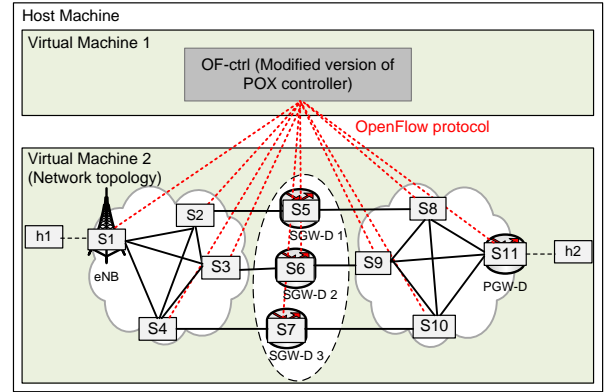 Host Machine
Virtual Machine 1
OF-ctrl (Modified version of
POX controller)
OpenFlow protocol
Virtual Machine 2
(Network topology)
S2
S5
S8
SGW-D 1
h1
S1
S3
S6
S9
S11
h2
eNB
SGW-D 2
PGW-D
S4
S7
S10
SGW-D 3